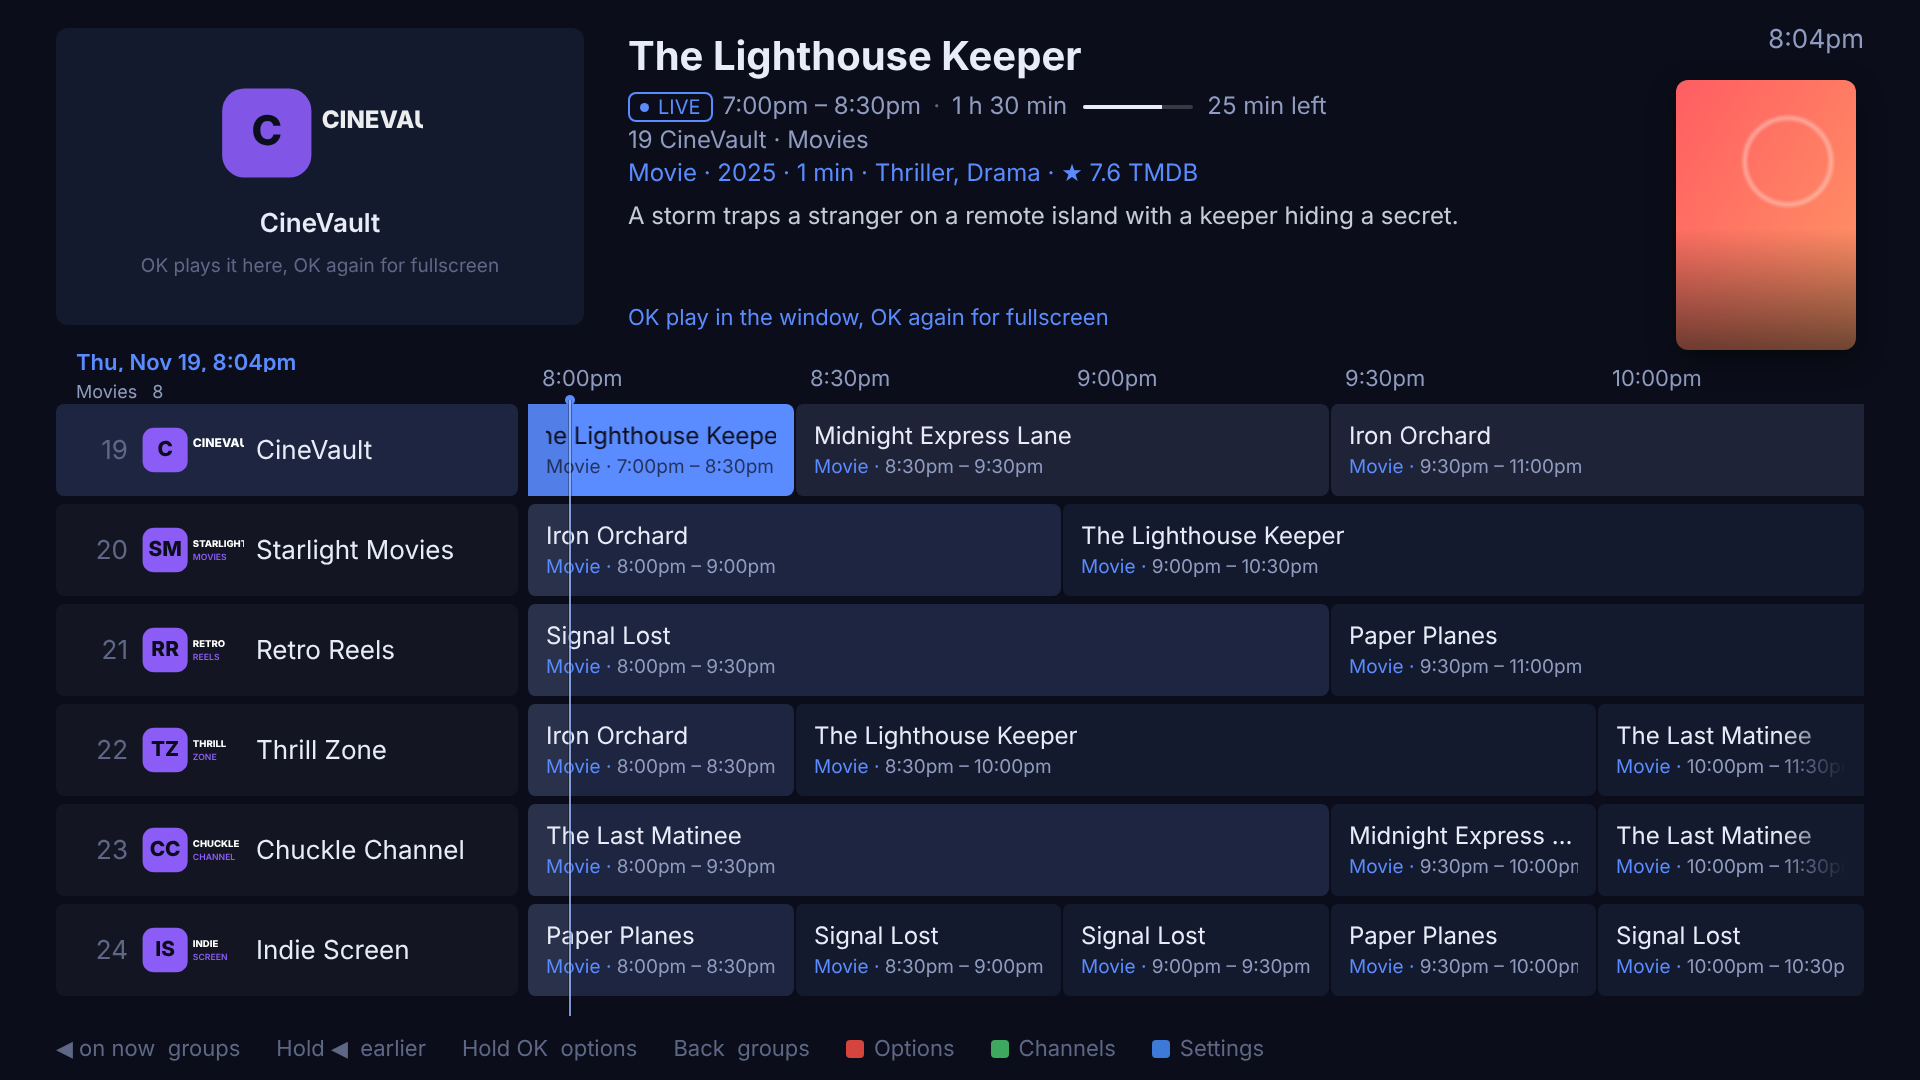 8:04pm
C CINEVAL
CineVault
OK plays it here, OK again for fullscreen
The Lighthouse Keeper
LIVE 7:00pm – 8:30pm · 1 h 30 min 25 min left
19 CineVault · Movies
Movie · 2025 · 1 min · Thriller, Drama · ★ 7.6 TMDB
A storm traps a stranger on a remote island with a keeper hiding a secret.
OK play in the window, OK again for fullscreen
Thu, Nov 19, 8:04pm
Movies 8
8:00pm 8:30pm 9:00pm 9:30pm 10:00pm
19 C CINEVAL CineVault
he Lighthouse Keepe
Movie · 7:00pm – 8:30pm
Midnight Express Lane
Movie · 8:30pm – 9:30pm
Iron Orchard
Movie · 9:30pm – 11:00pm
20 SM STARLIGHT MOVIES Starlight Movies
Iron Orchard
Movie · 8:00pm – 9:00pm
The Lighthouse Keeper
Movie · 9:00pm – 10:30pm
21 RR RETRO REELS Retro Reels
Signal Lost
Movie · 8:00pm – 9:30pm
Paper Planes
Movie · 9:30pm – 11:00pm
22 TZ THRILL ZONE Thrill Zone
Iron Orchard
Movie · 8:00pm – 8:30pm
The Lighthouse Keeper
Movie · 8:30pm – 10:00pm
The Last Matinee
Movie · 10:00pm – 11:30p
23 CC CHUCKLE CHANNEL Chuckle Channel
The Last Matinee
Movie · 8:00pm – 9:30pm
Midnight Express ...
Movie · 9:30pm – 10:00pm
The Last Matinee
Movie · 10:00pm – 11:30p
24 IS INDIE SCREEN Indie Screen
Paper Planes
Movie · 8:00pm – 8:30pm
Signal Lost
Movie · 8:30pm – 9:00pm
Signal Lost
Movie · 9:00pm – 9:30pm
Paper Planes
Movie · 9:30pm – 10:00pm
Signal Lost
Movie · 10:00pm – 10:30p
◀ on now groups Hold ◀ earlier Hold OK options Back groups Options Channels Settings